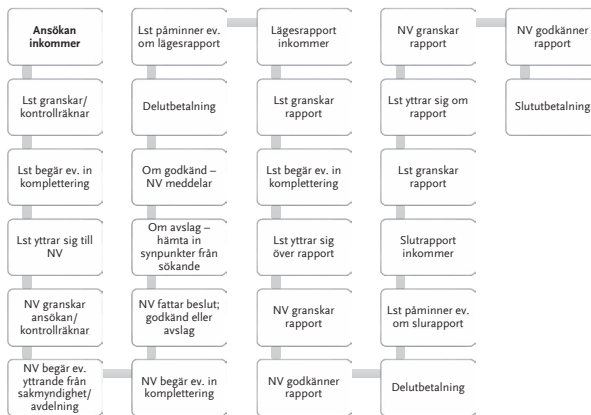 Ansökan
inkommer
Lst granskar/
kontrollräknar
Lst begär ev. in
komplettering
Lst yttrar sig till
NV
NV granskar
ansökan/
kontrollräknar
NV begär ev.
yttrande från
sakmyndighet/
avdelning
NV begär ev. in
komplettering
NV fattar beslut;
godkänd eller
avslag
Om avslag –
hämta in
synpunkter från
sökande
Om godkänd –
NV meddelar
Delutbetalning
Lst påminner ev.
om lägesrapport
Lägesrapport
inkommer
Lst granskar
rapport
Lst begär ev. in
komplettering
Lst yttrar sig
över rapport
NV granskar
rapport
NV godkänner
rapport
Delutbetalning
Lst påminner ev.
om slurapport
Slutrapport
inkommer
Lst granskar
rapport
Lst yttrar sig om
rapport
NV granskar
rapport
NV godkänner
rapport
Slututbetalning